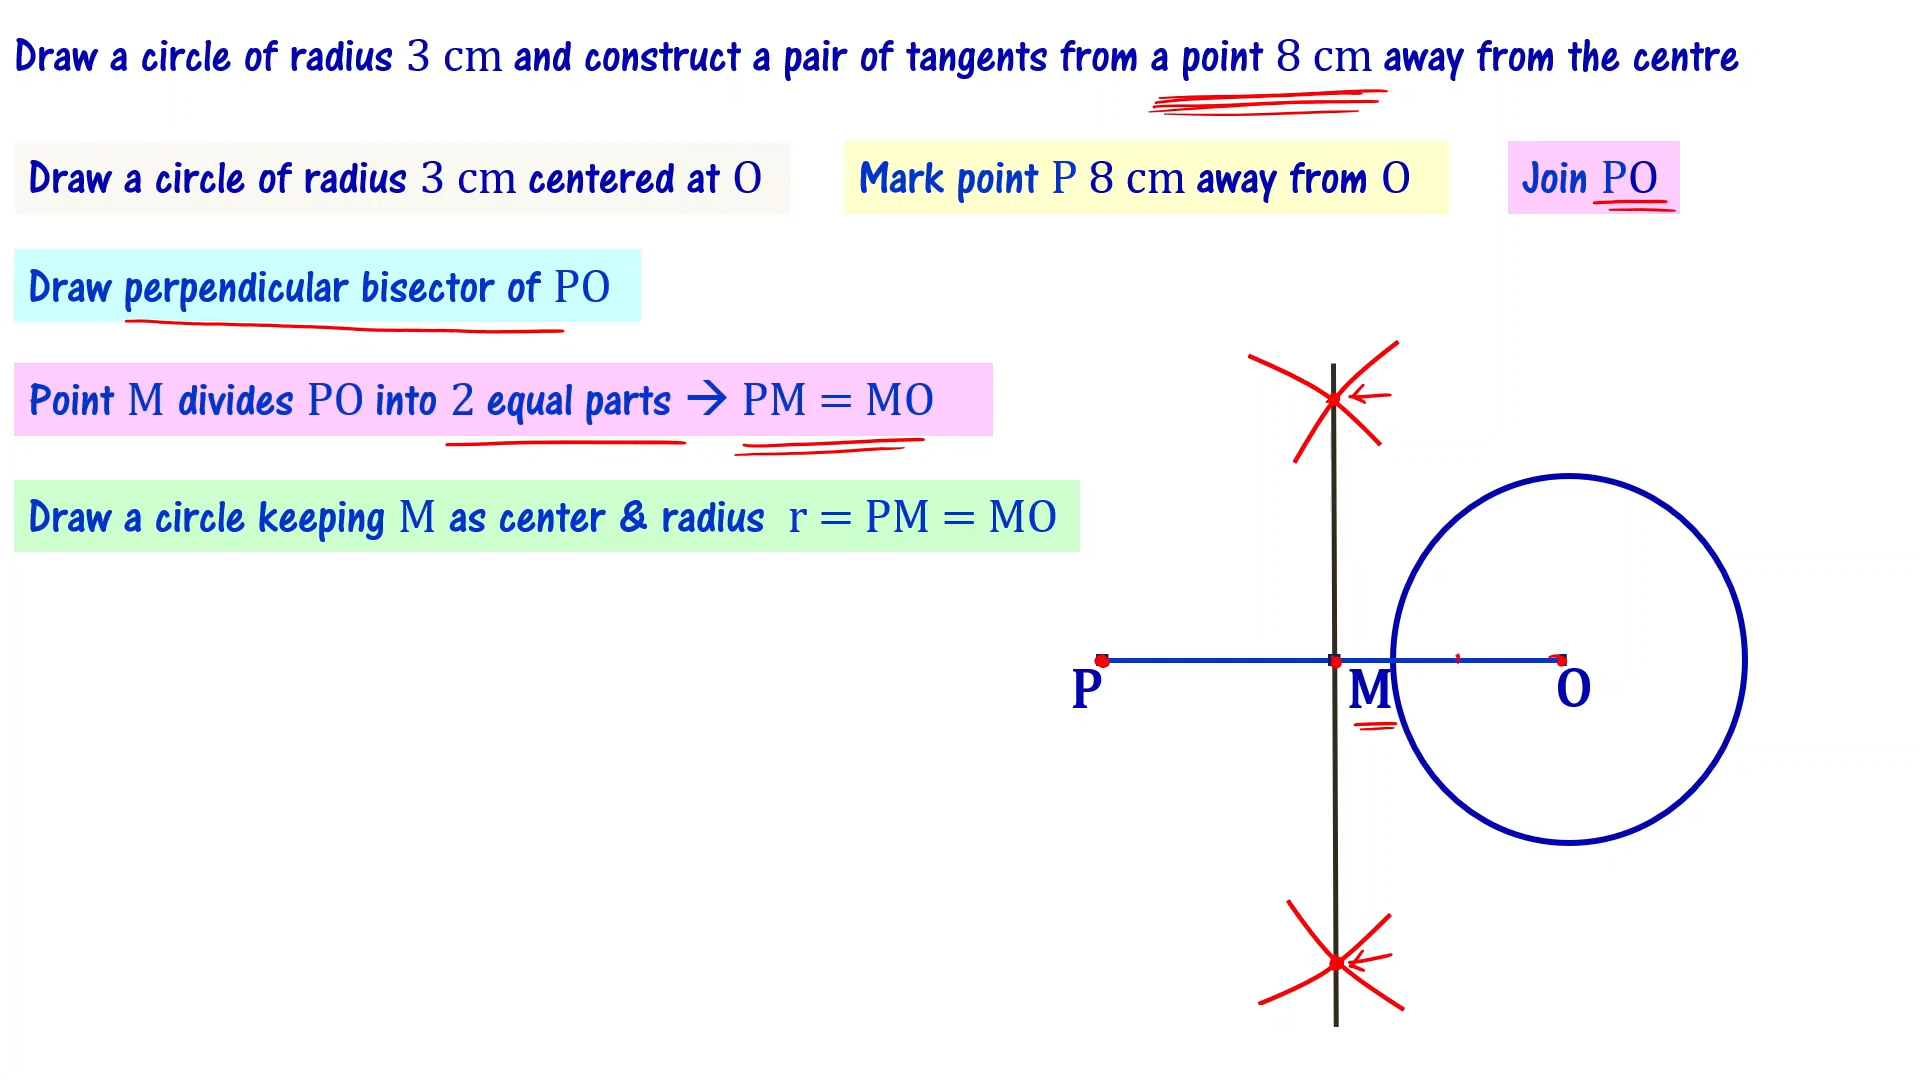 Draw a circle of radius 3 cm and construct a pair of tangents from a point 8 cm away from the centre
Draw a circle of radius 3 cm centered at O
Mark point P 8 cm away from O
Join PO
Draw perpendicular bisector of PO
Point M divides PO into 2 equal parts → PM = MO
Draw a circle keeping M as center & radius r = PM = MO
P
M
O